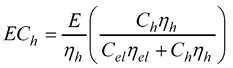 EC_h = \frac{E}{\eta_h} \left( \frac{C_h \eta_h}{C_{el} \eta_{el} + C_h \eta_h} \right)